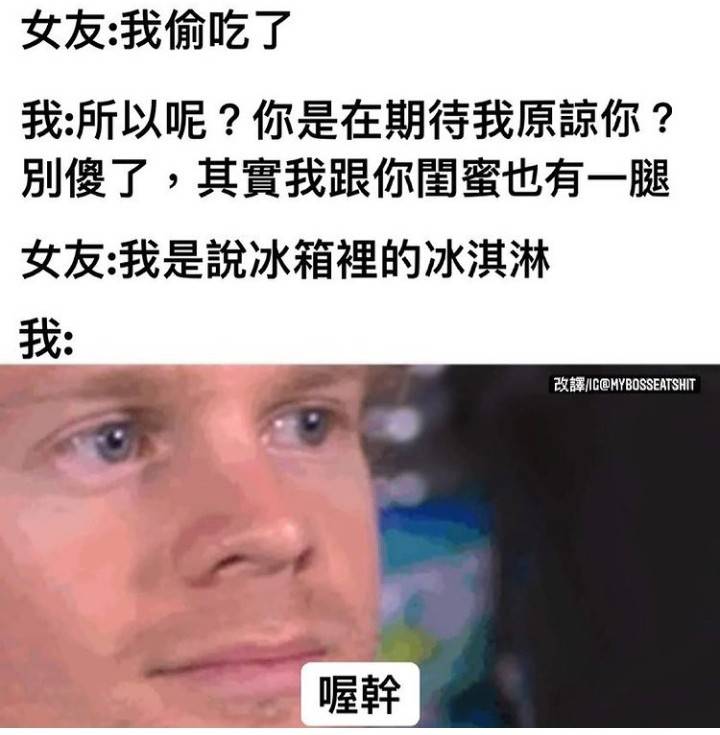 女友:我偷吃了
我:所以呢？你是在期待我原諒你？
別傻了，其實我跟你閨蜜也有一腿
女友:我是說冰箱裡的冰淇淋
我:
改譯/IG@MYBOSSEATSHIT
喔幹